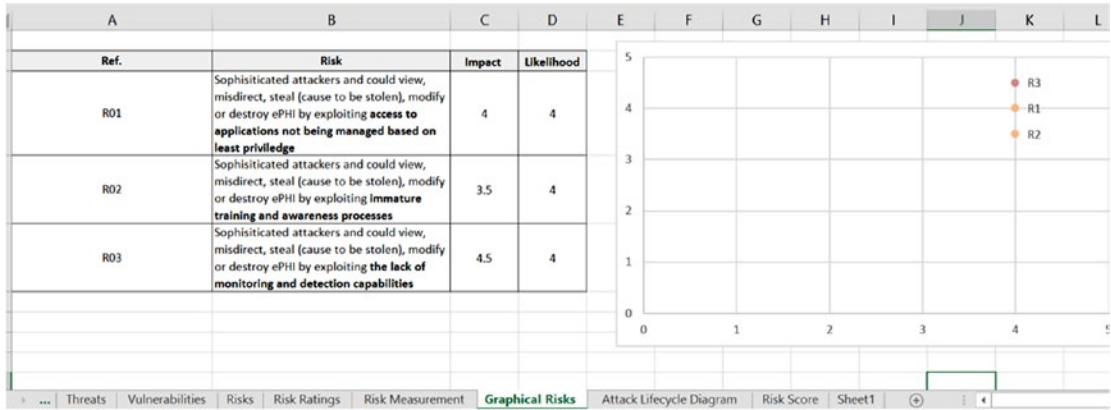 A B C D E F G H I J K L
Ref. Risk Impact Likelihood
R01
Sophisiticated attackers and could view,
misdirect, steal (cause to be stolen), modify
or destroy ePHI by exploiting access to
applications not being managed based on
least priviledge
4 4
R02
Sophisiticated attackers and could view,
misdirect, steal (cause to be stolen), modify
or destroy ePHI by exploiting immature
training and awareness processes
3.5 4
R03
Sophisiticated attackers and could view,
misdirect, steal (cause to be stolen), modify
or destroy ePHI by exploiting the lack of
monitoring and detection capabilities
4.5 4
5
R3
4
R1
R2
3
2
1
0
0 1 2 3 4 5
... Threats Vulnerabilities Risks Risk Ratings Risk Measurement Graphical Risks Attack Lifecycle Diagram Risk Score Sheet1